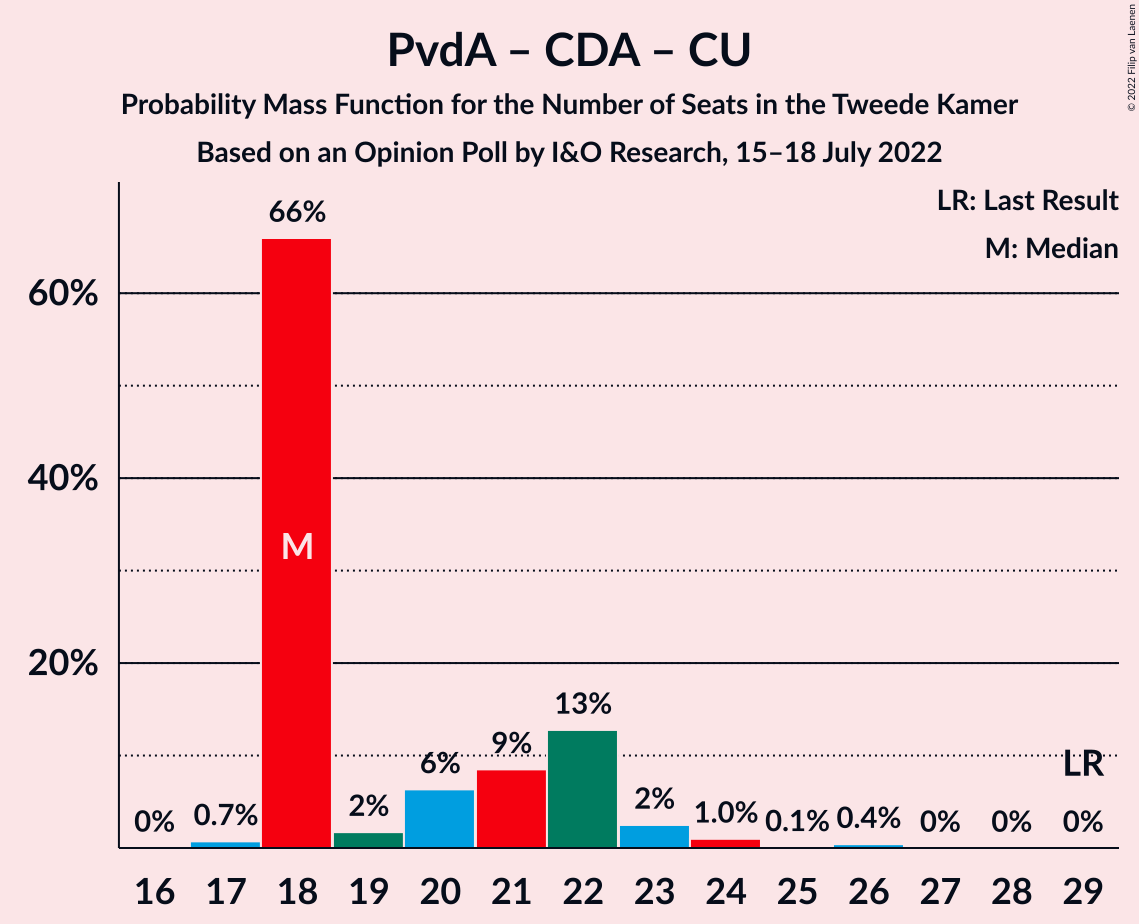 PvdA – CDA – CU
Probability Mass Function for the Number of Seats in the Tweede Kamer
Based on an Opinion Poll by I&O Research, 15–18 July 2022
© 2022 Filip van Laenen
LR: Last Result
M: Median
60%
40%
20%
0%
0.7%
66%
M
2%
6%
9%
13%
2%
1.0%
0.1%
0.4%
0%
0%
LR
0%
16 17 18 19 20 21 22 23 24 25 26 27 28 29